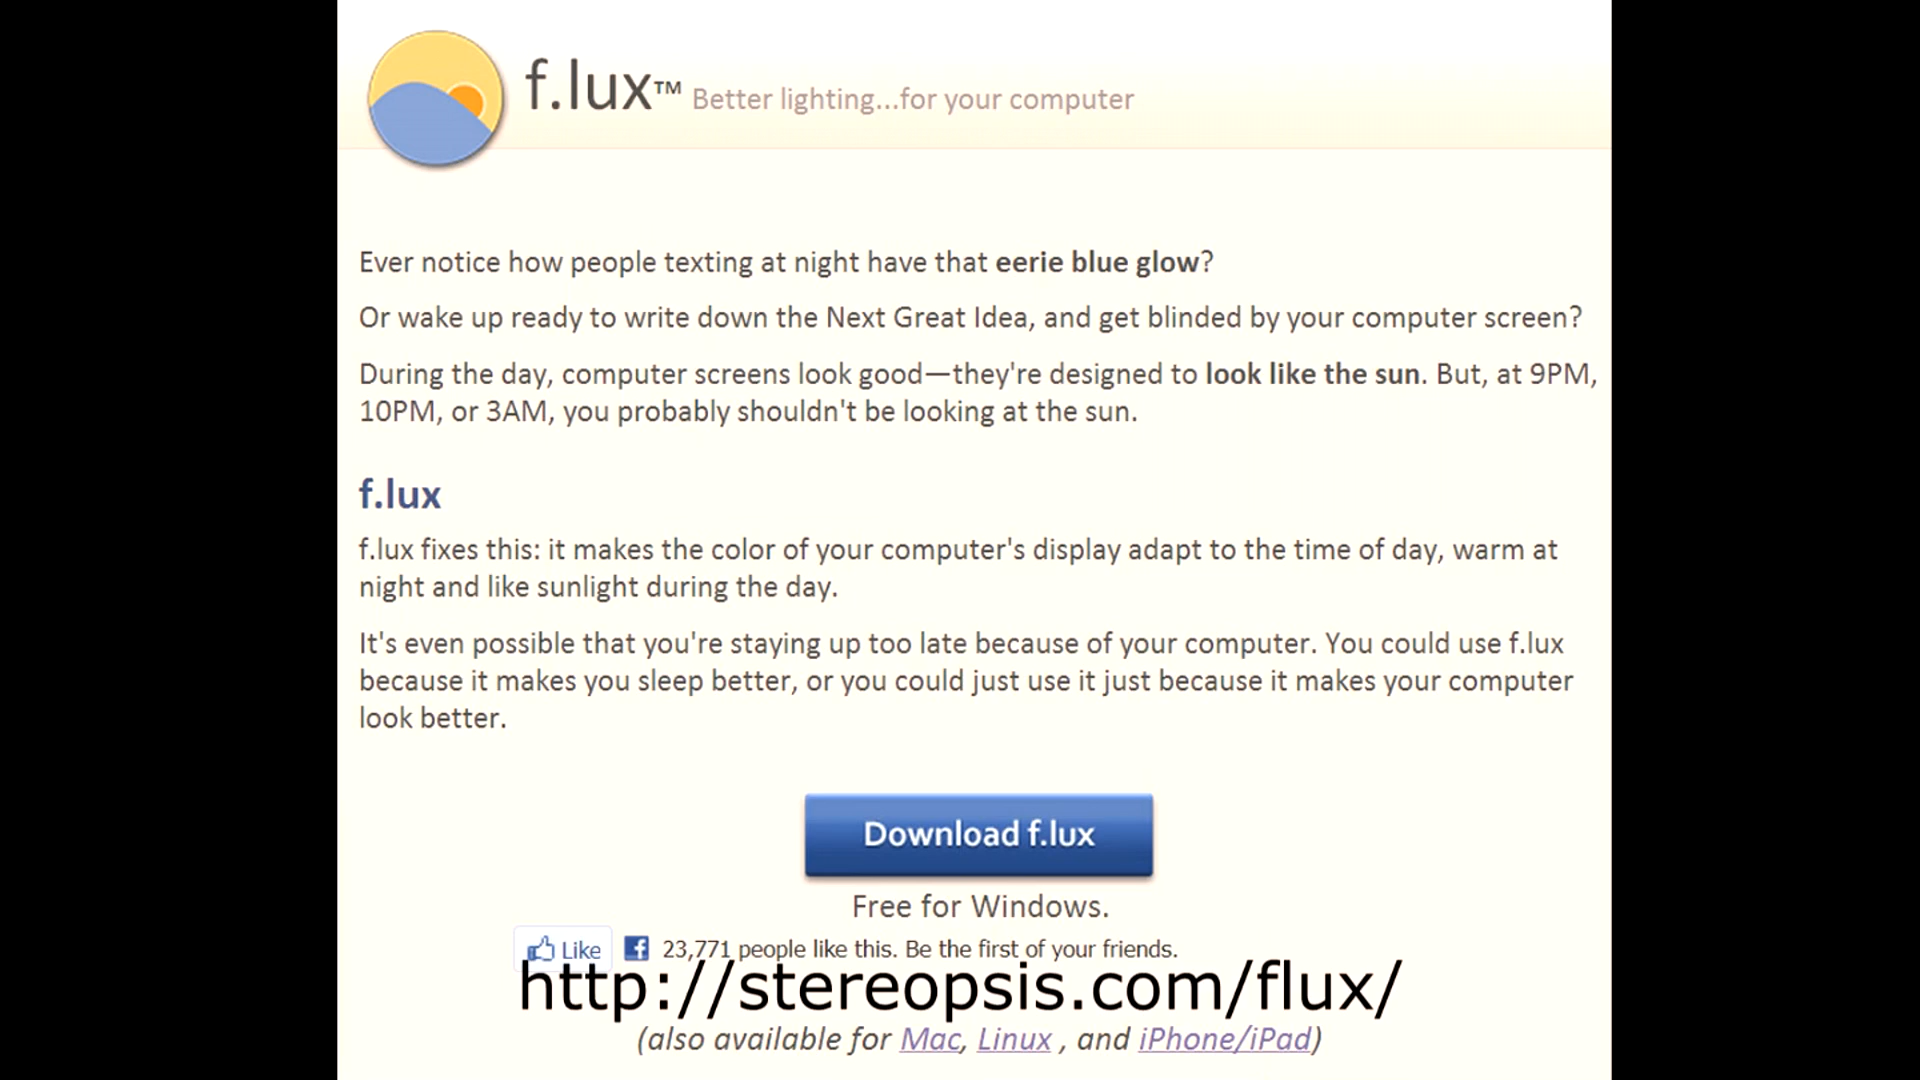 f.lux™ Better lighting...for your computer
Ever notice how people texting at night have that eerie blue glow?
Or wake up ready to write down the Next Great Idea, and get blinded by your computer screen?
During the day, computer screens look good—they're designed to look like the sun. But, at 9PM,
10PM, or 3AM, you probably shouldn't be looking at the sun.
f.lux
f.lux fixes this: it makes the color of your computer's display adapt to the time of day, warm at
night and like sunlight during the day.
It's even possible that you're staying up too late because of your computer. You could use f.lux
because it makes you sleep better, or you could just use it just because it makes your computer
look better.
Download f.lux
Free for Windows.
Like 23,771 people like this. Be the first of your friends.
http://stereopsis.com/flux/
(also available for Mac, Linux , and iPhone/iPad)